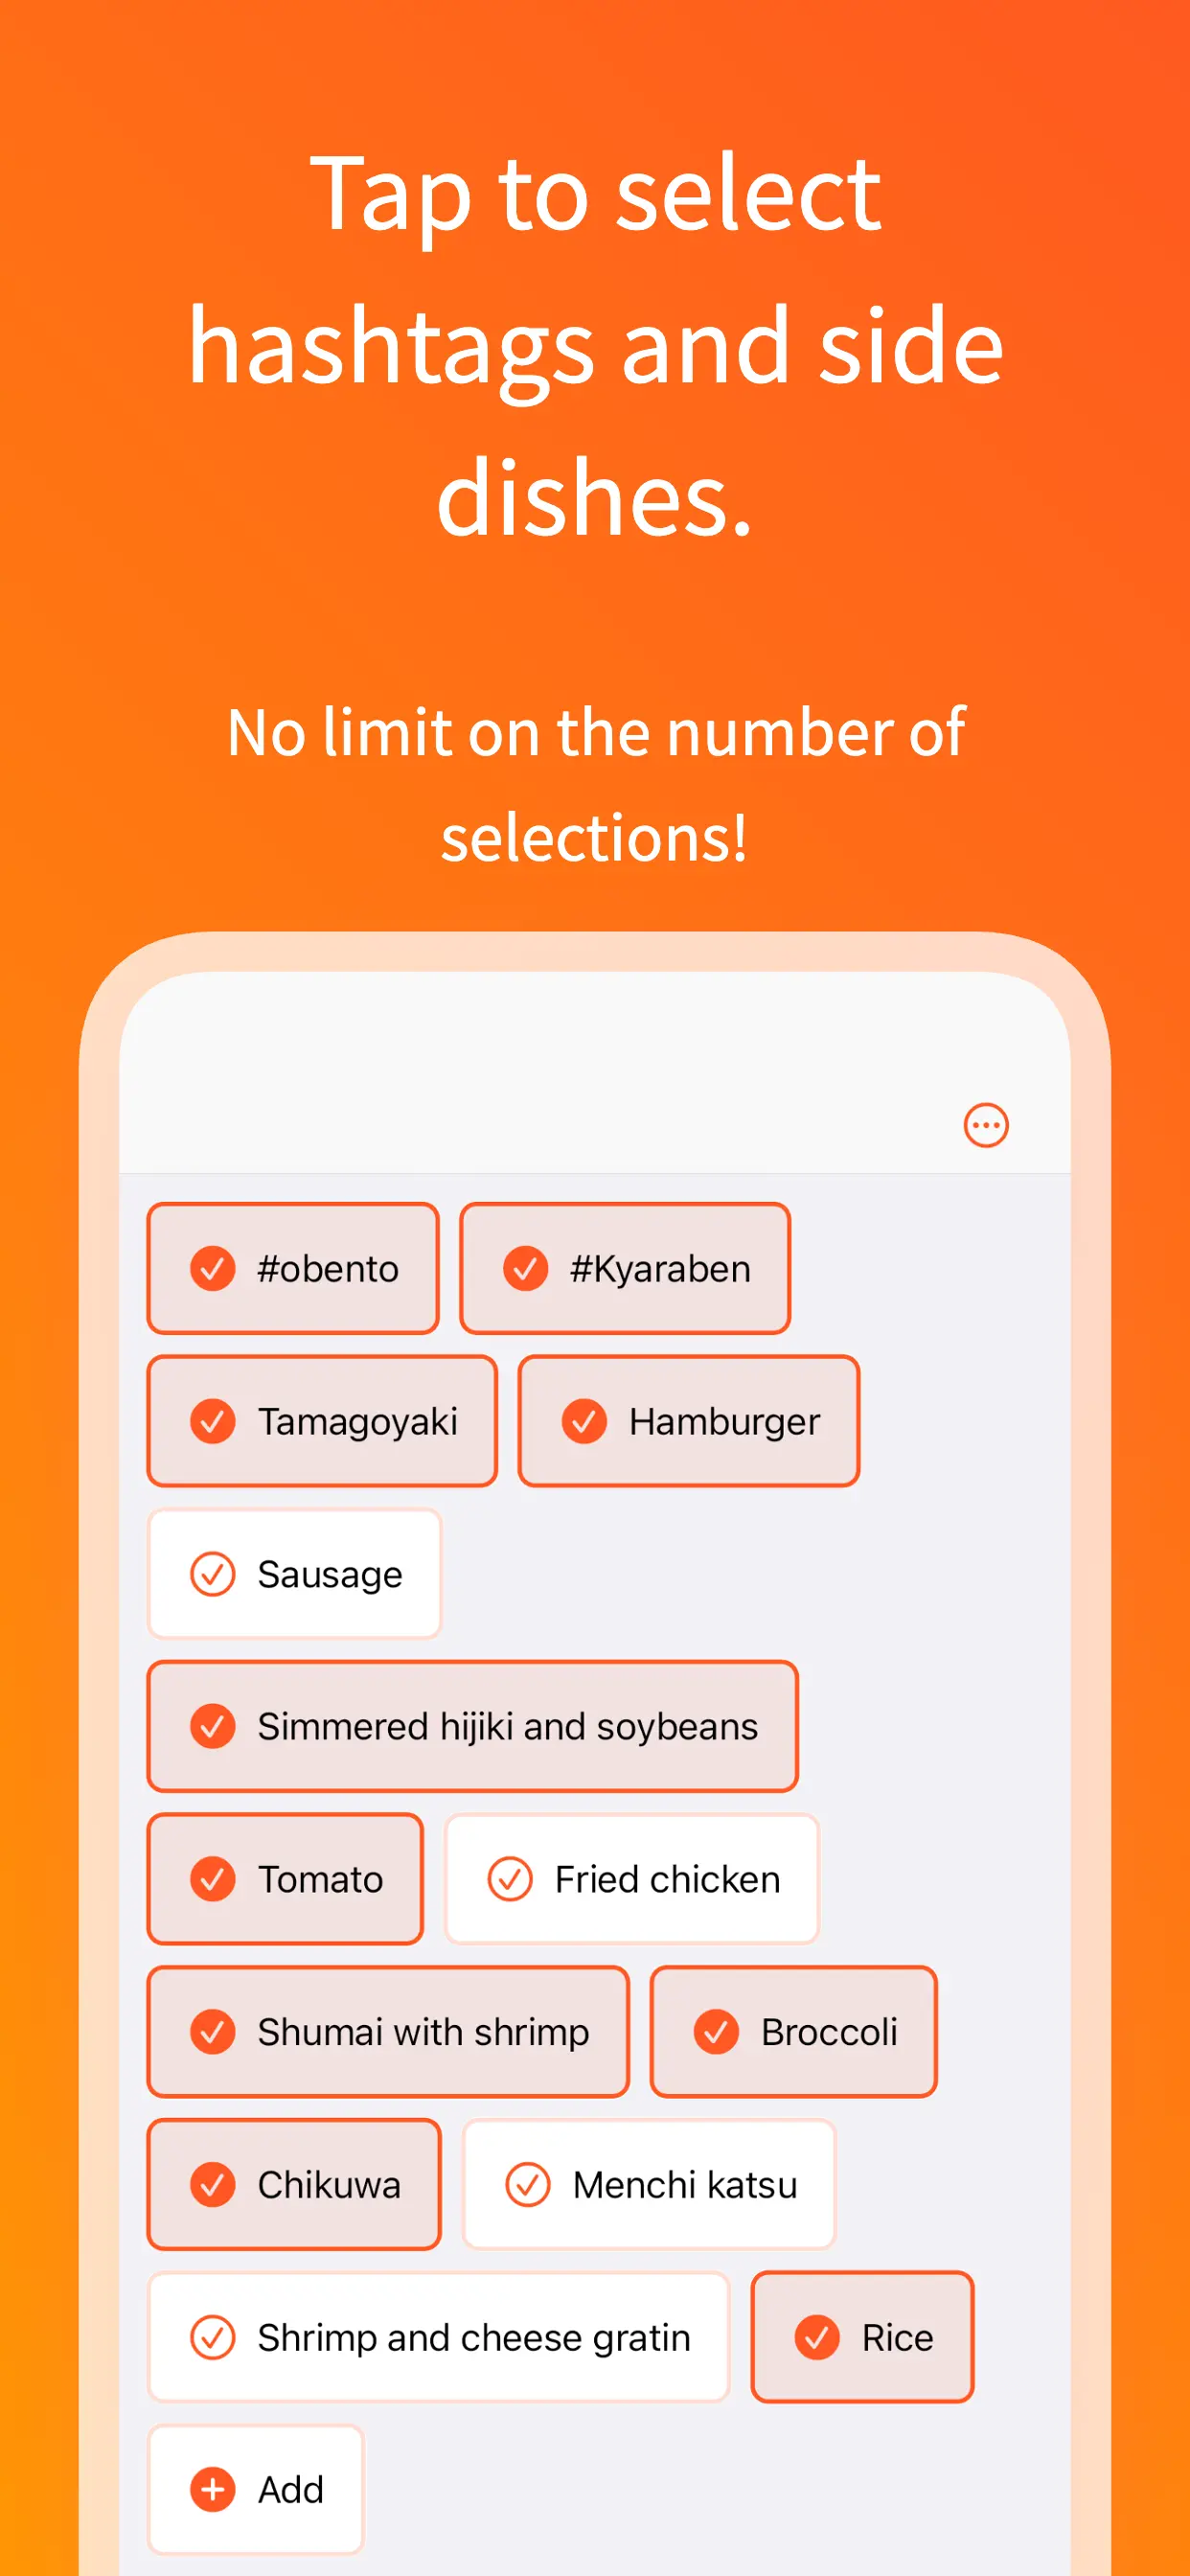 Tap to select
hashtags and side
dishes.
No limit on the number of
selections!
#obento
#Kyaraben
Tamagoyaki
Hamburger
Sausage
Simmered hijiki and soybeans
Tomato
Fried chicken
Shumai with shrimp
Broccoli
Chikuwa
Menchi katsu
Shrimp and cheese gratin
Rice
Add